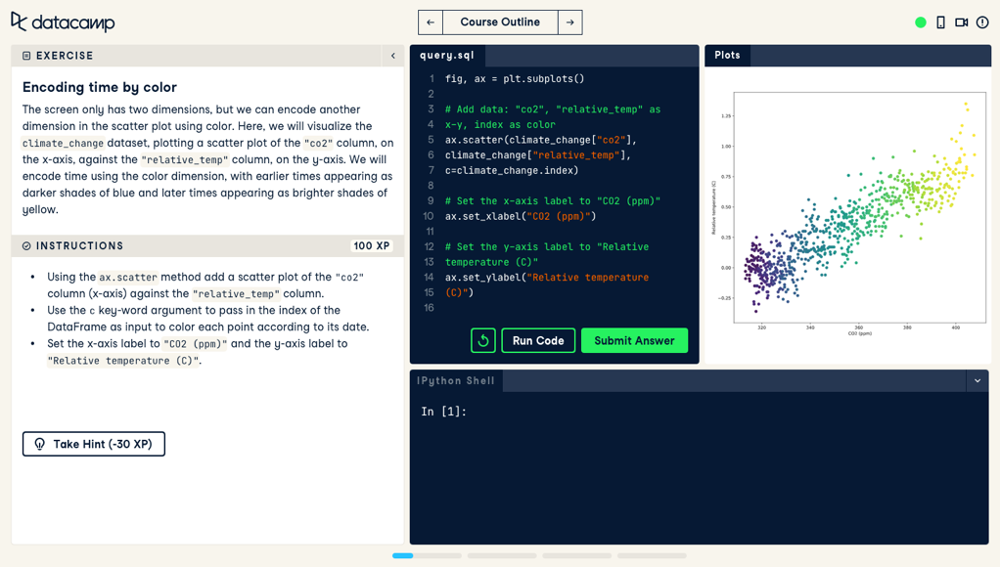 datacamp
← Course Outline →
EXERCISE
Encoding time by color
The screen only has two dimensions, but we can encode another
dimension in the scatter plot using color. Here, we will visualize the
climate_change dataset, plotting a scatter plot of the "co2" column, on
the x-axis, against the "relative_temp" column, on the y-axis. We will
encode time using the color dimension, with earlier times appearing as
darker shades of blue and later times appearing as brighter shades of
yellow.
INSTRUCTIONS 100 XP
• Using the ax.scatter method add a scatter plot of the "co2"
column (x-axis) against the "relative_temp" column.
• Use the c key-word argument to pass in the index of the
DataFrame as input to color each point according to its date.
• Set the x-axis label to "CO2 (ppm)" and the y-axis label to
"Relative temperature (C)".
Take Hint (-30 XP)
query.sql
1 fig, ax = plt.subplots()
2
3 # Add data: "co2", "relative_temp" as
4 x-y, index as color
5 ax.scatter(climate_change["co2"],
6 climate_change["relative_temp"],
7 c=climate_change.index)
8
9 # Set the x-axis label to "CO2 (ppm)"
10 ax.set_xlabel("CO2 (ppm)")
11
12 # Set the y-axis label to "Relative
13 temperature (C)"
14 ax.set_ylabel("Relative temperature
15 (C)")
16
Run Code
Submit Answer
Plots
1.25
1.00
0.75
0.50
0.25
0.00
−0.25
Relative temperature (C)
320 340 360 380 400
CO2 (ppm)
IPython Shell
In [1]: